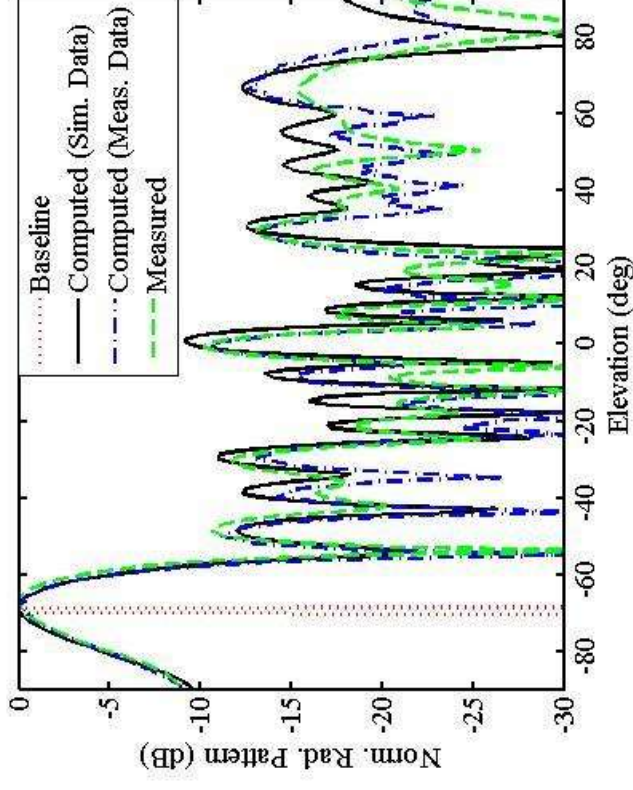 Baseline
Computed (Sim. Data)
Computed (Meas. Data)
Measured
0
-5
-10
-15
-20
-25
-30
Norm. Rad. Pattern (dB)
-80
-60
-40
-20
0
20
40
60
80
Elevation (deg)